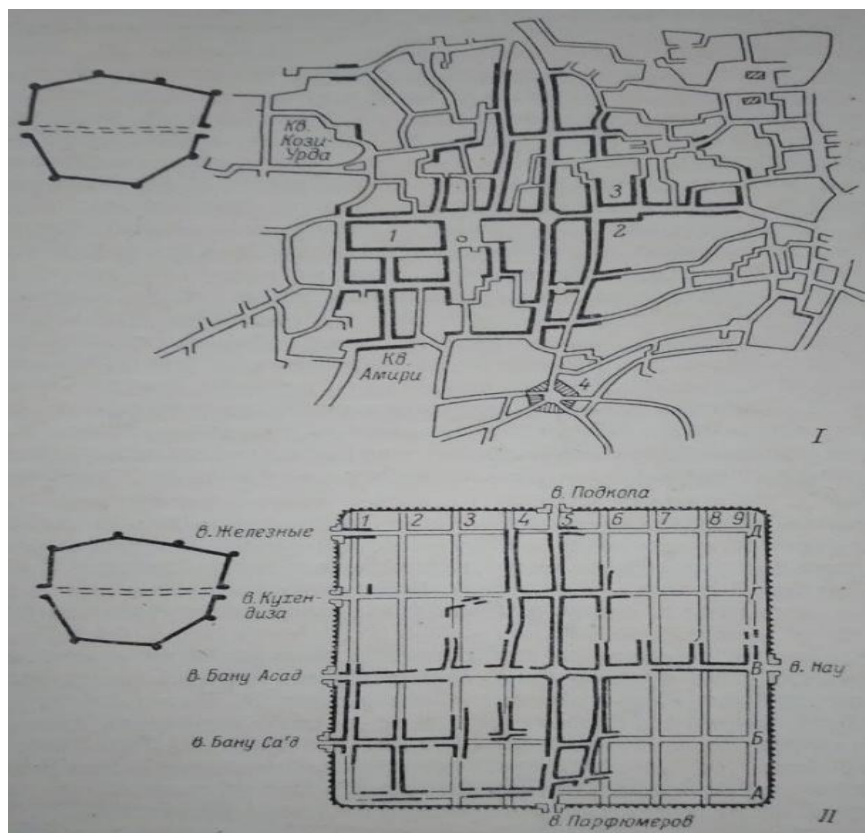 Кв.
Кози-
Урда
3
1
2
Кв.
Амири
4
I
в. Подкопа
в. Железные
1 2 3 4 5 6 7 8 9 Д
в. Кухен-
диза
Г
в. Бану Асад
В
в. Нау
в. Бану Са'д
Б
А
в. Парфюмеров
II